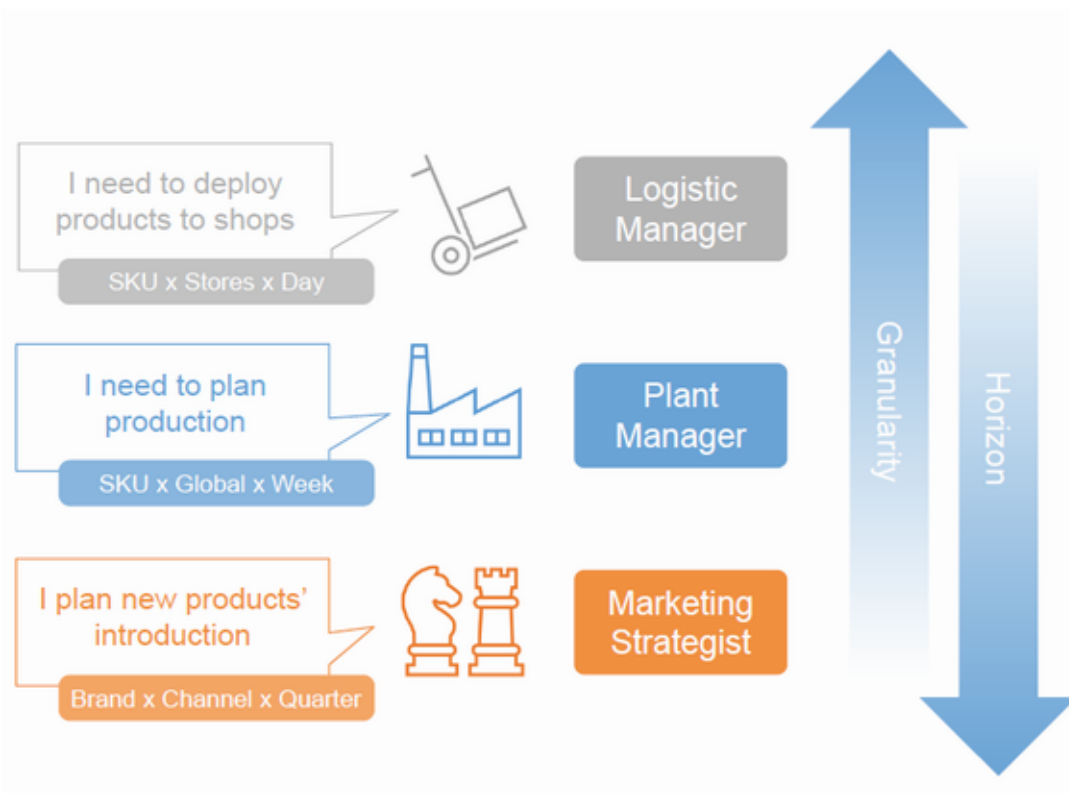 I need to deploy
products to shops
SKU x Stores x Day
Logistic
Manager
I need to plan
production
SKU x Global x Week
Plant
Manager
I plan new products’
introduction
Brand x Channel x Quarter
Marketing
Strategist
Granularity
Horizon